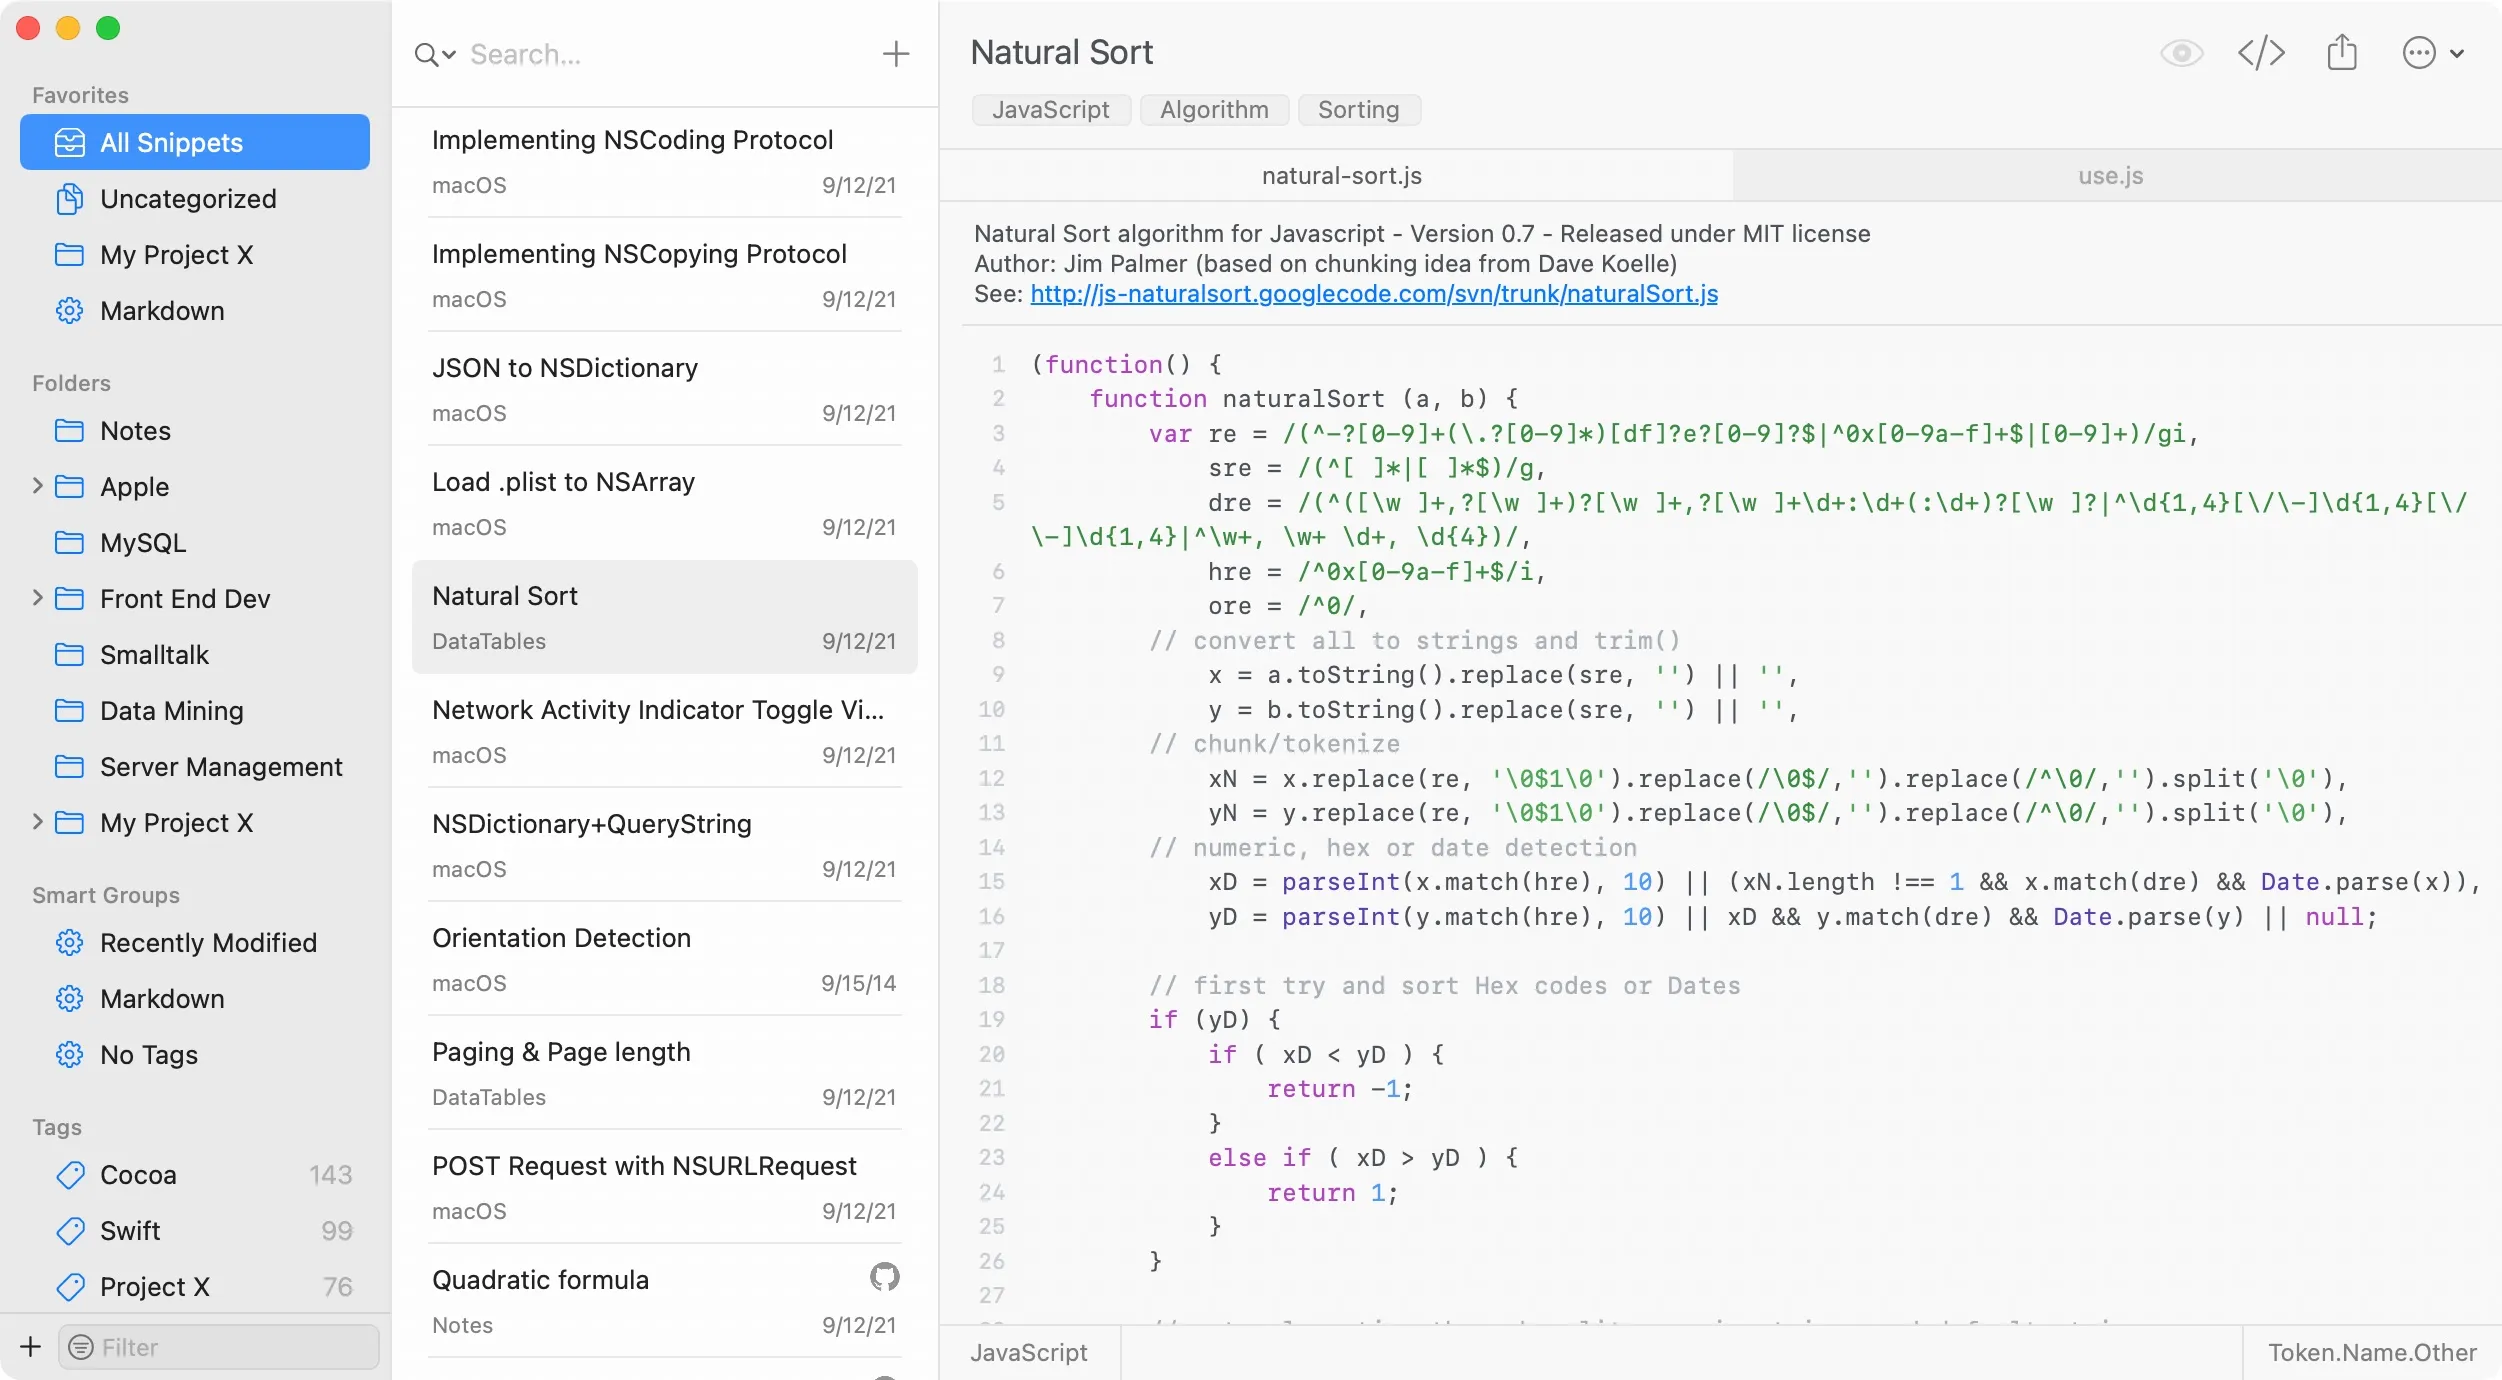 Favorites
All Snippets
Uncategorized
My Project X
Markdown
Folders
Notes
Apple
MySQL
Front End Dev
Smalltalk
Data Mining
Server Management
My Project X
Smart Groups
Recently Modified
Markdown
No Tags
Tags
Cocoa 143
Swift 99
Project X 76
Filter
Search...
Implementing NSCoding Protocol
macOS 9/12/21
Implementing NSCopying Protocol
macOS 9/12/21
JSON to NSDictionary
macOS 9/12/21
Load .plist to NSArray
macOS 9/12/21
Natural Sort
DataTables 9/12/21
Network Activity Indicator Toggle Vi...
macOS 9/12/21
NSDictionary+QueryString
macOS 9/12/21
Orientation Detection
macOS 9/15/14
Paging & Page length
DataTables 9/12/21
POST Request with NSURLRequest
macOS 9/12/21
Quadratic formula
Notes 9/12/21
Natural Sort
JavaScript Algorithm Sorting
natural-sort.js use.js
Natural Sort algorithm for Javascript - Version 0.7 - Released under MIT license
Author: Jim Palmer (based on chunking idea from Dave Koelle)
See: http://js-naturalsort.googlecode.com/svn/trunk/naturalSort.js
1 (function() {
2     function naturalSort (a, b) {
3         var re = /(^-?[0-9]+(\.?[0-9]*)[df]?e?[0-9]?$|^0x[0-9a-f]+$|[0-9]+)/gi,
4             sre = /(^[ ]*|[ ]*$)/g,
5             dre = /(^([\w ]+,?[\w ]+)?[\w ]+,?[\w ]+\d+:\d+(:\d+)?[\w ]?|^\d{1,4}[\/\-]\d{1,4}[\/
\-]\d{1,4}|^\w+, \w+ \d+, \d{4})/,
6             hre = /^0x[0-9a-f]+$/i,
7             ore = /^0/,
8         // convert all to strings and trim()
9             x = a.toString().replace(sre, '') || '',
10             y = b.toString().replace(sre, '') || '',
11         // chunk/tokenize
12             xN = x.replace(re, '\0$1\0').replace(/\0$/,'').replace(/^\0/,'').split('\0'),
13             yN = y.replace(re, '\0$1\0').replace(/\0$/,'').replace(/^\0/,'').split('\0'),
14         // numeric, hex or date detection
15             xD = parseInt(x.match(hre), 10) || (xN.length !== 1 && x.match(dre) && Date.parse(x)),
16             yD = parseInt(y.match(hre), 10) || xD && y.match(dre) && Date.parse(y) || null;
17
18         // first try and sort Hex codes or Dates
19         if (yD) {
20             if ( xD < yD ) {
21                 return -1;
22             }
23             else if ( xD > yD ) {
24                 return 1;
25             }
26         }
27
JavaScript
Token.Name.Other